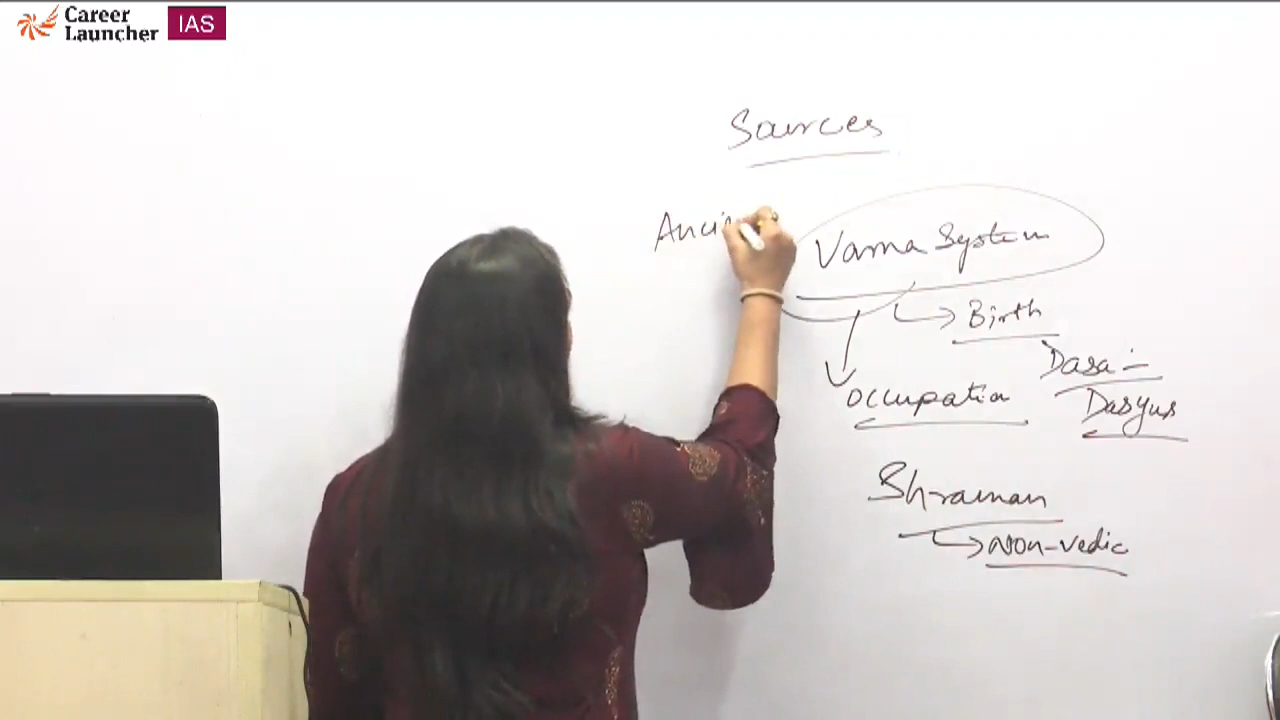 Career
Launcher
IAS
Sources
Varna System
Birth
Dasa :-
Dasyus
Occupation
Shraman
Non-vedic